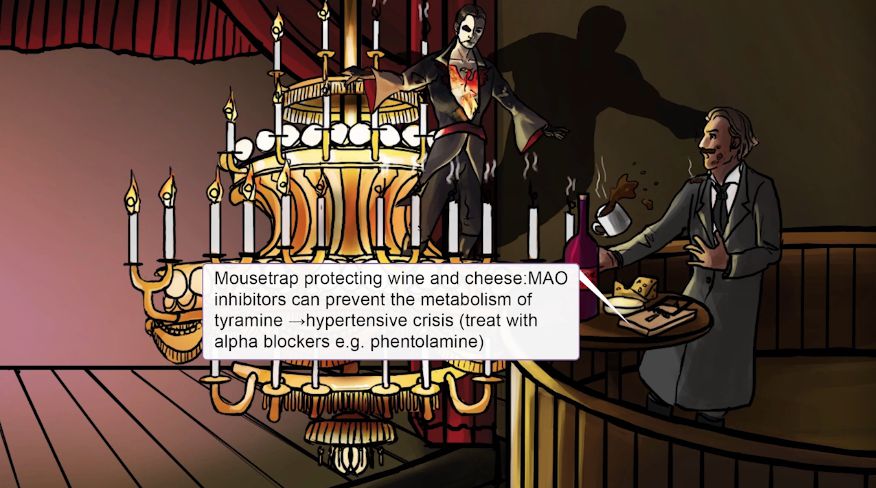 Mousetrap protecting wine and cheese:MAO
inhibitors can prevent the metabolism of
tyramine →hypertensive crisis (treat with
alpha blockers e.g. phentolamine)